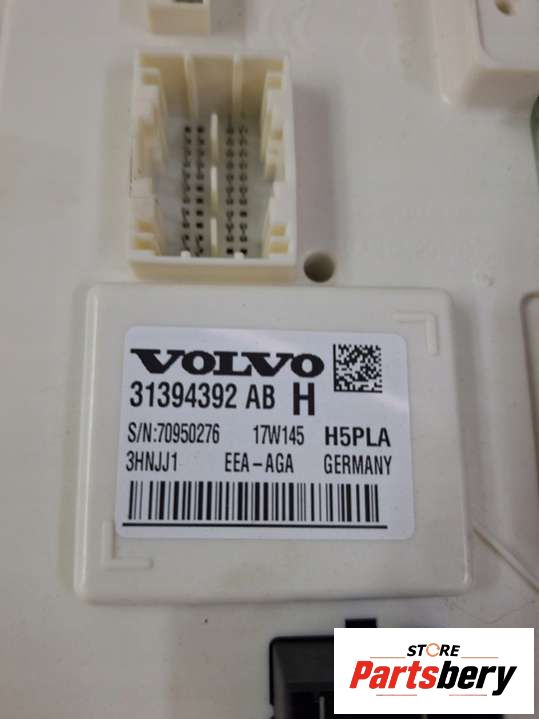 VOLVO
31394392 AB H
S/N:70950276 17W145 H5PLA
3HNJJ1 EEA-AGA GERMANY
STORE
Partsbery